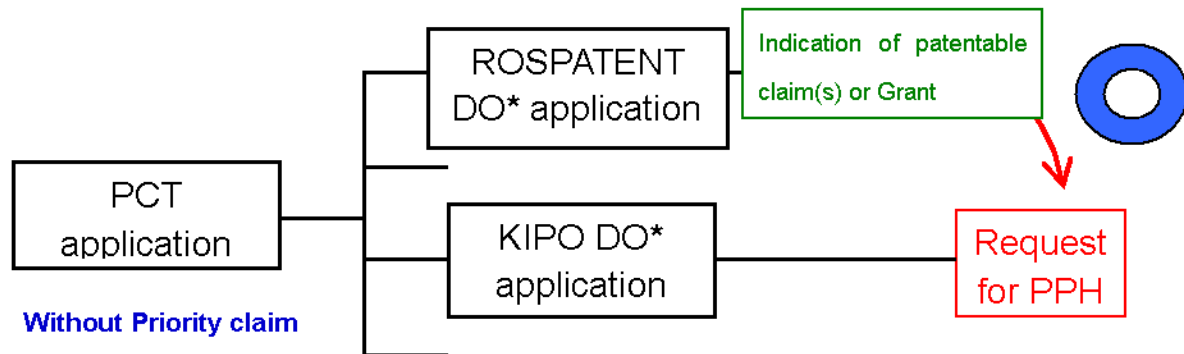 ROSPATENT
DO* application
Indication of patentable
claim(s) or Grant
PCT
application
KIPO DO*
application
Request
for PPH
Without Priority claim